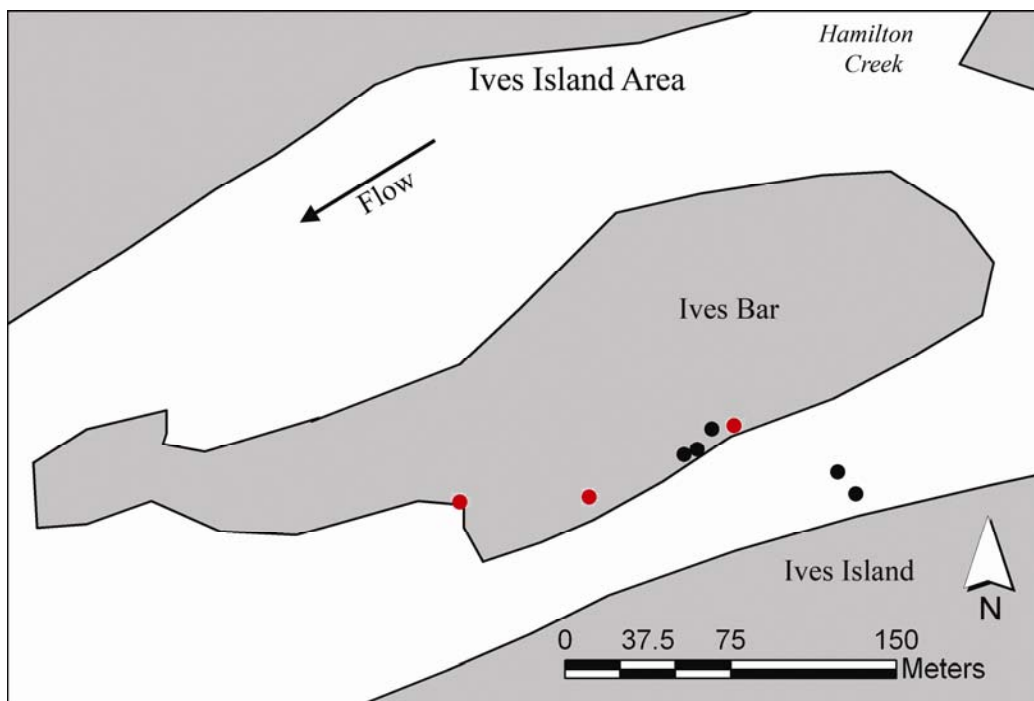 Hamilton
Creek
Ives Island Area
Flow
Ives Bar
Ives Island
N
0 37.5 75 150
Meters